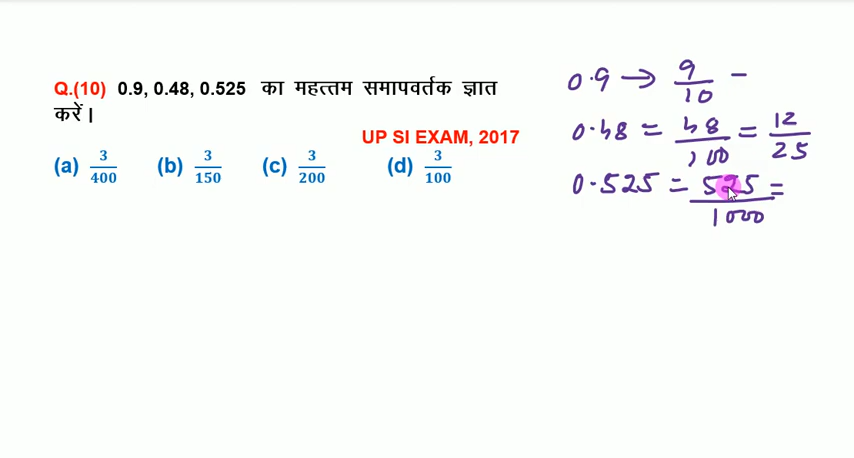 Q.(10) 0.9, 0.48, 0.525 का महत्तम समापवर्तक ज्ञात
करें।
UP SI EXAM, 2017
(a) 3/400 (b) 3/150 (c) 3/200 (d) 3/100
0.9 → 9/10 -
0.48 = 48/100 = 12/25
0.525 = 525/1000 =